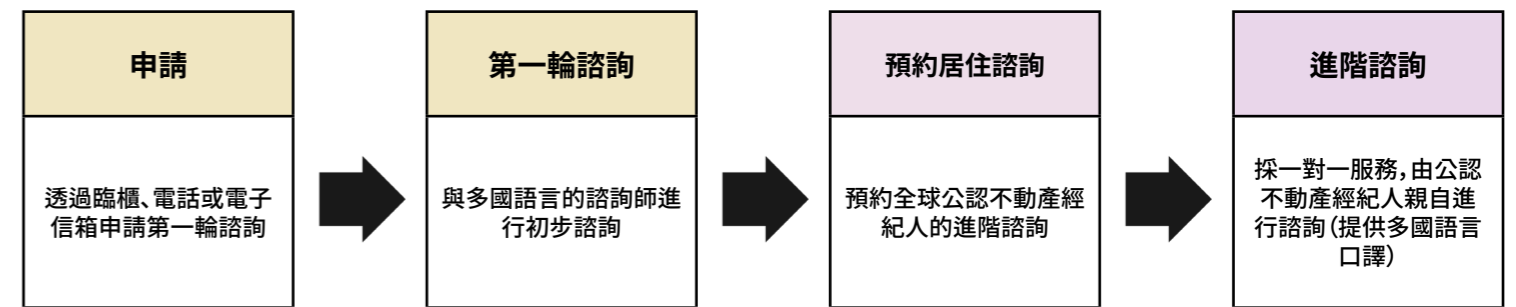 申請
透過臨櫃、電話或電子
信箱申請第一輪諮詢
第一輪諮詢
與多國語言的諮詢師進
行初步諮詢
預約居住諮詢
預約全球公認不動產經
紀人的進階諮詢
進階諮詢
採一對一服務,由公認
不動產經紀人親自進
行諮詢(提供多國語言
口譯)